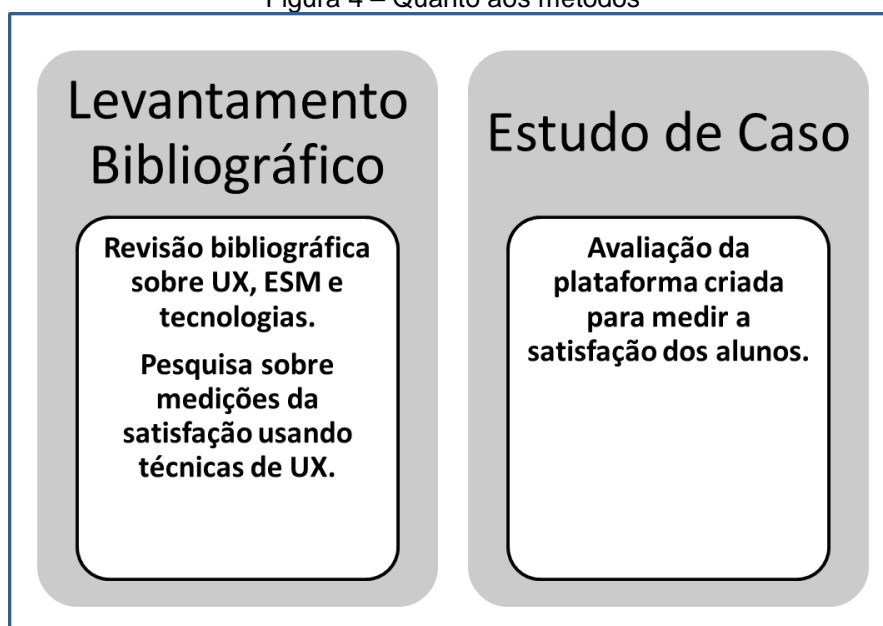 Figura 4 – Quanto aos métodos
Levantamento
Bibliográfico
Revisão bibliográfica
sobre UX, ESM e
tecnologias.
Pesquisa sobre
medições da
satisfação usando
técnicas de UX.
Estudo de Caso
Avaliação da
plataforma criada
para medir a
satisfação dos alunos.